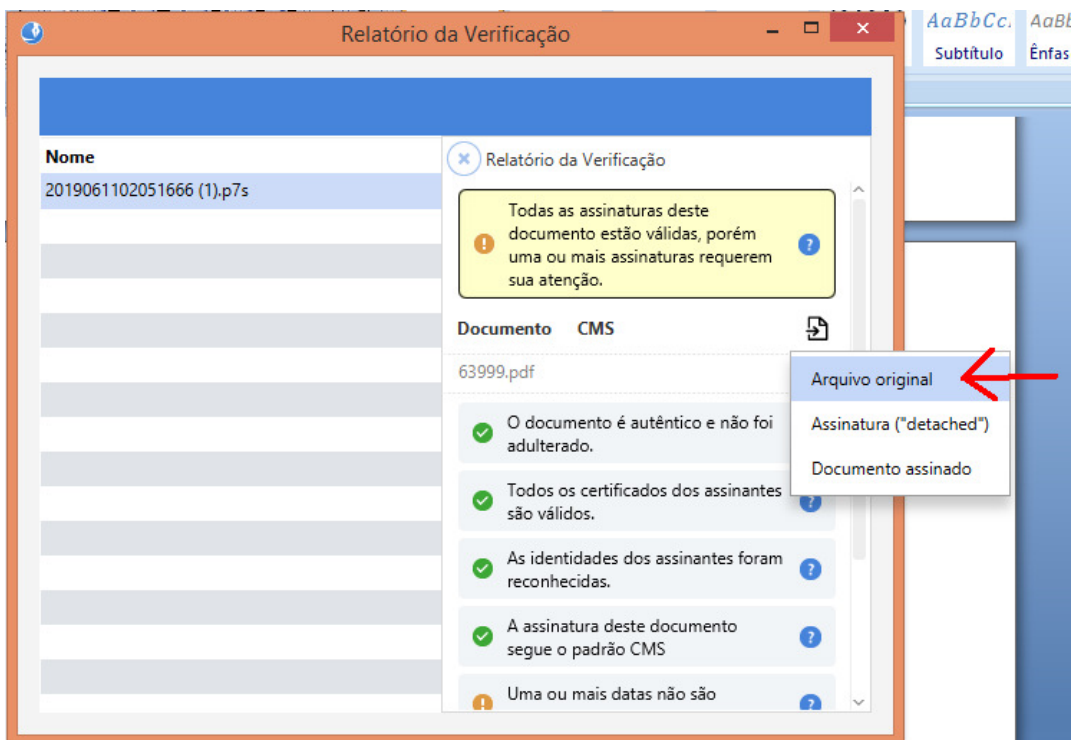 Relatório da Verificação
AaBbCc.
AaBb
Subtítulo
Ênfas
Nome
2019061102051666 (1).p7s
Relatório da Verificação
Todas as assinaturas deste
documento estão válidas, porém
uma ou mais assinaturas requerem
sua atenção.
Documento CMS
63999.pdf
Arquivo original
Assinatura ("detached")
Documento assinado
O documento é autêntico e não foi
adulterado.
Todos os certificados dos assinantes
são válidos.
As identidades dos assinantes foram
reconhecidas.
A assinatura deste documento
segue o padrão CMS
Uma ou mais datas não são